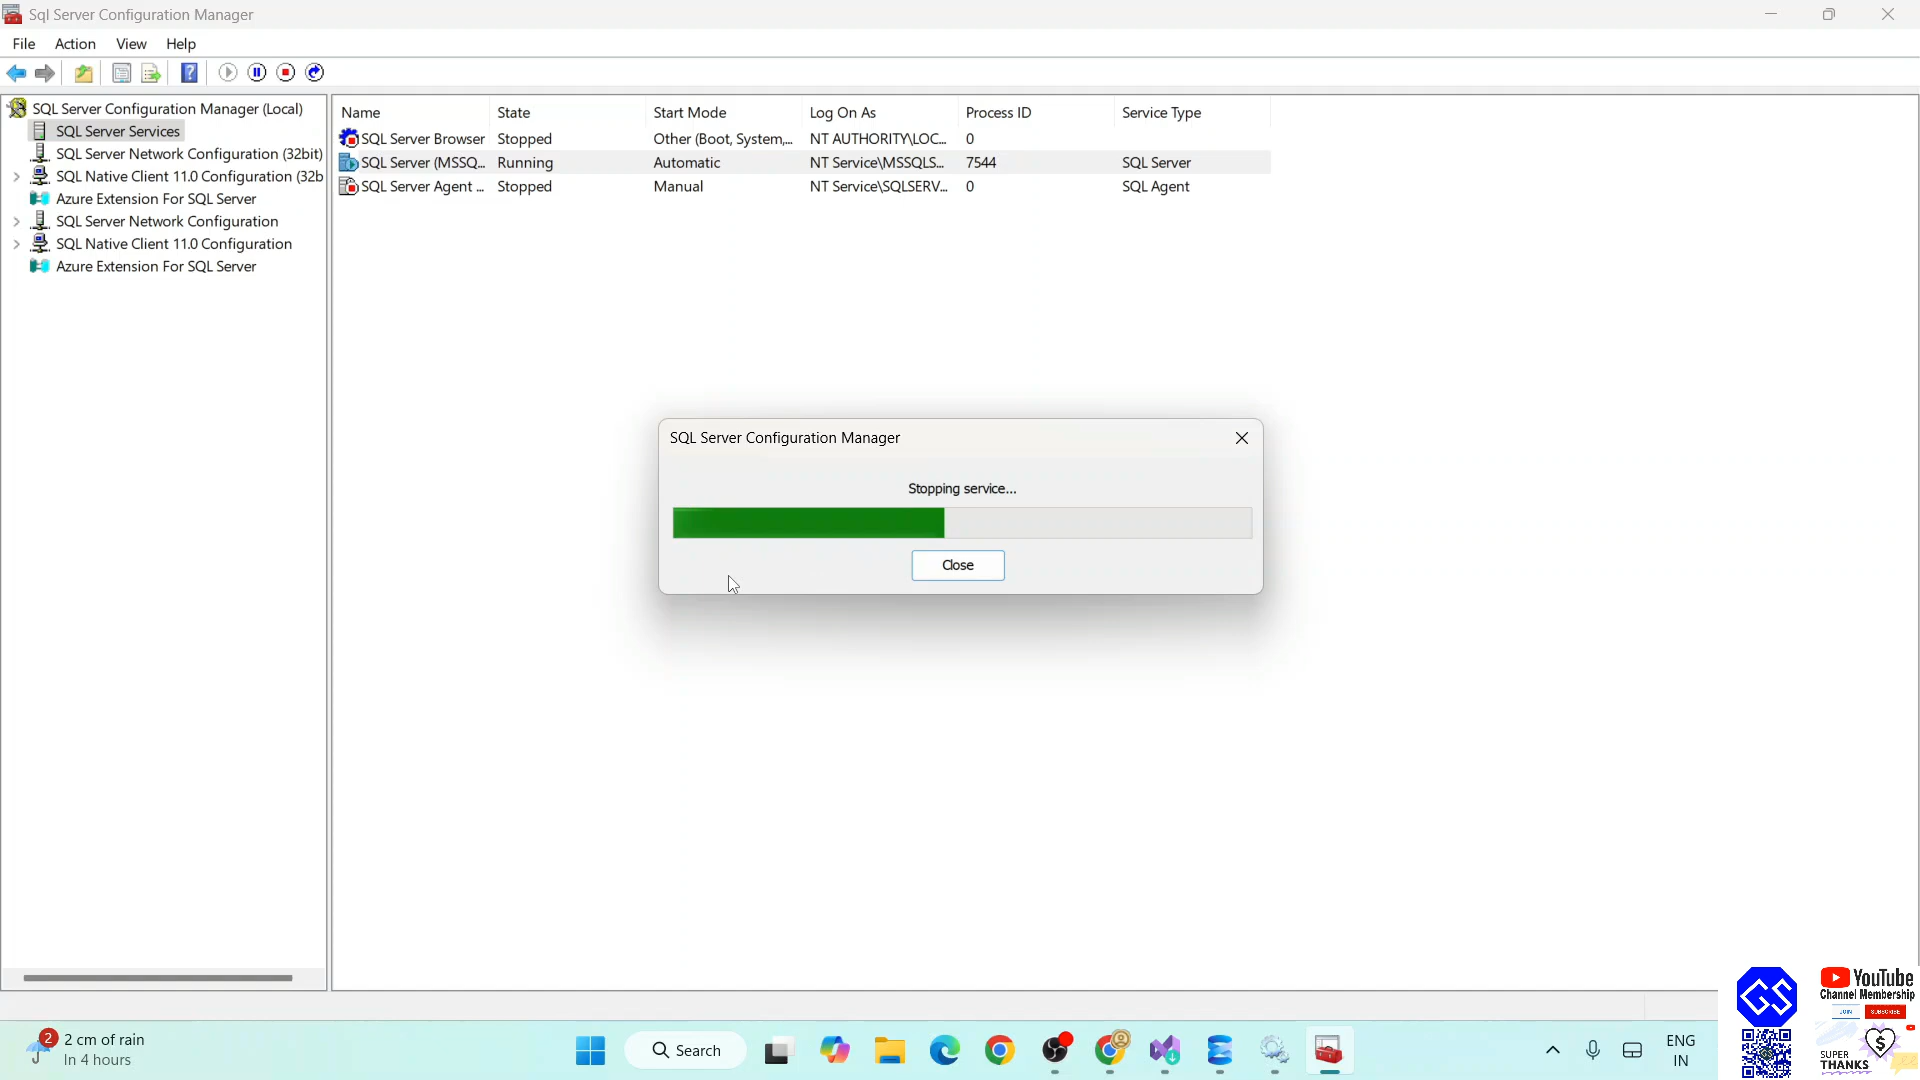 Sql Server Configuration Manager
File Action View Help
SQL Server Configuration Manager (Local)
SQL Server Services
SQL Server Network Configuration (32bit)
SQL Native Client 11.0 Configuration (32b
Azure Extension For SQL Server
SQL Server Network Configuration
SQL Native Client 11.0 Configuration
Azure Extension For SQL Server
Name State Start Mode Log On As Process ID Service Type
SQL Server Browser Stopped Other (Boot, System,... NT AUTHORITY\LOC... 0
SQL Server (MSSQ... Running Automatic NT Service\MSSQLS... 7544 SQL Server
SQL Server Agent ... Stopped Manual NT Service\SQLSERV... 0 SQL Agent
SQL Server Configuration Manager
Stopping service...
Close
GS
YouTube
Channel Membership
JOIN SUBSCRIBE
SUPER
THANKS
$
2
2 cm of rain
In 4 hours
Search
ENG
IN